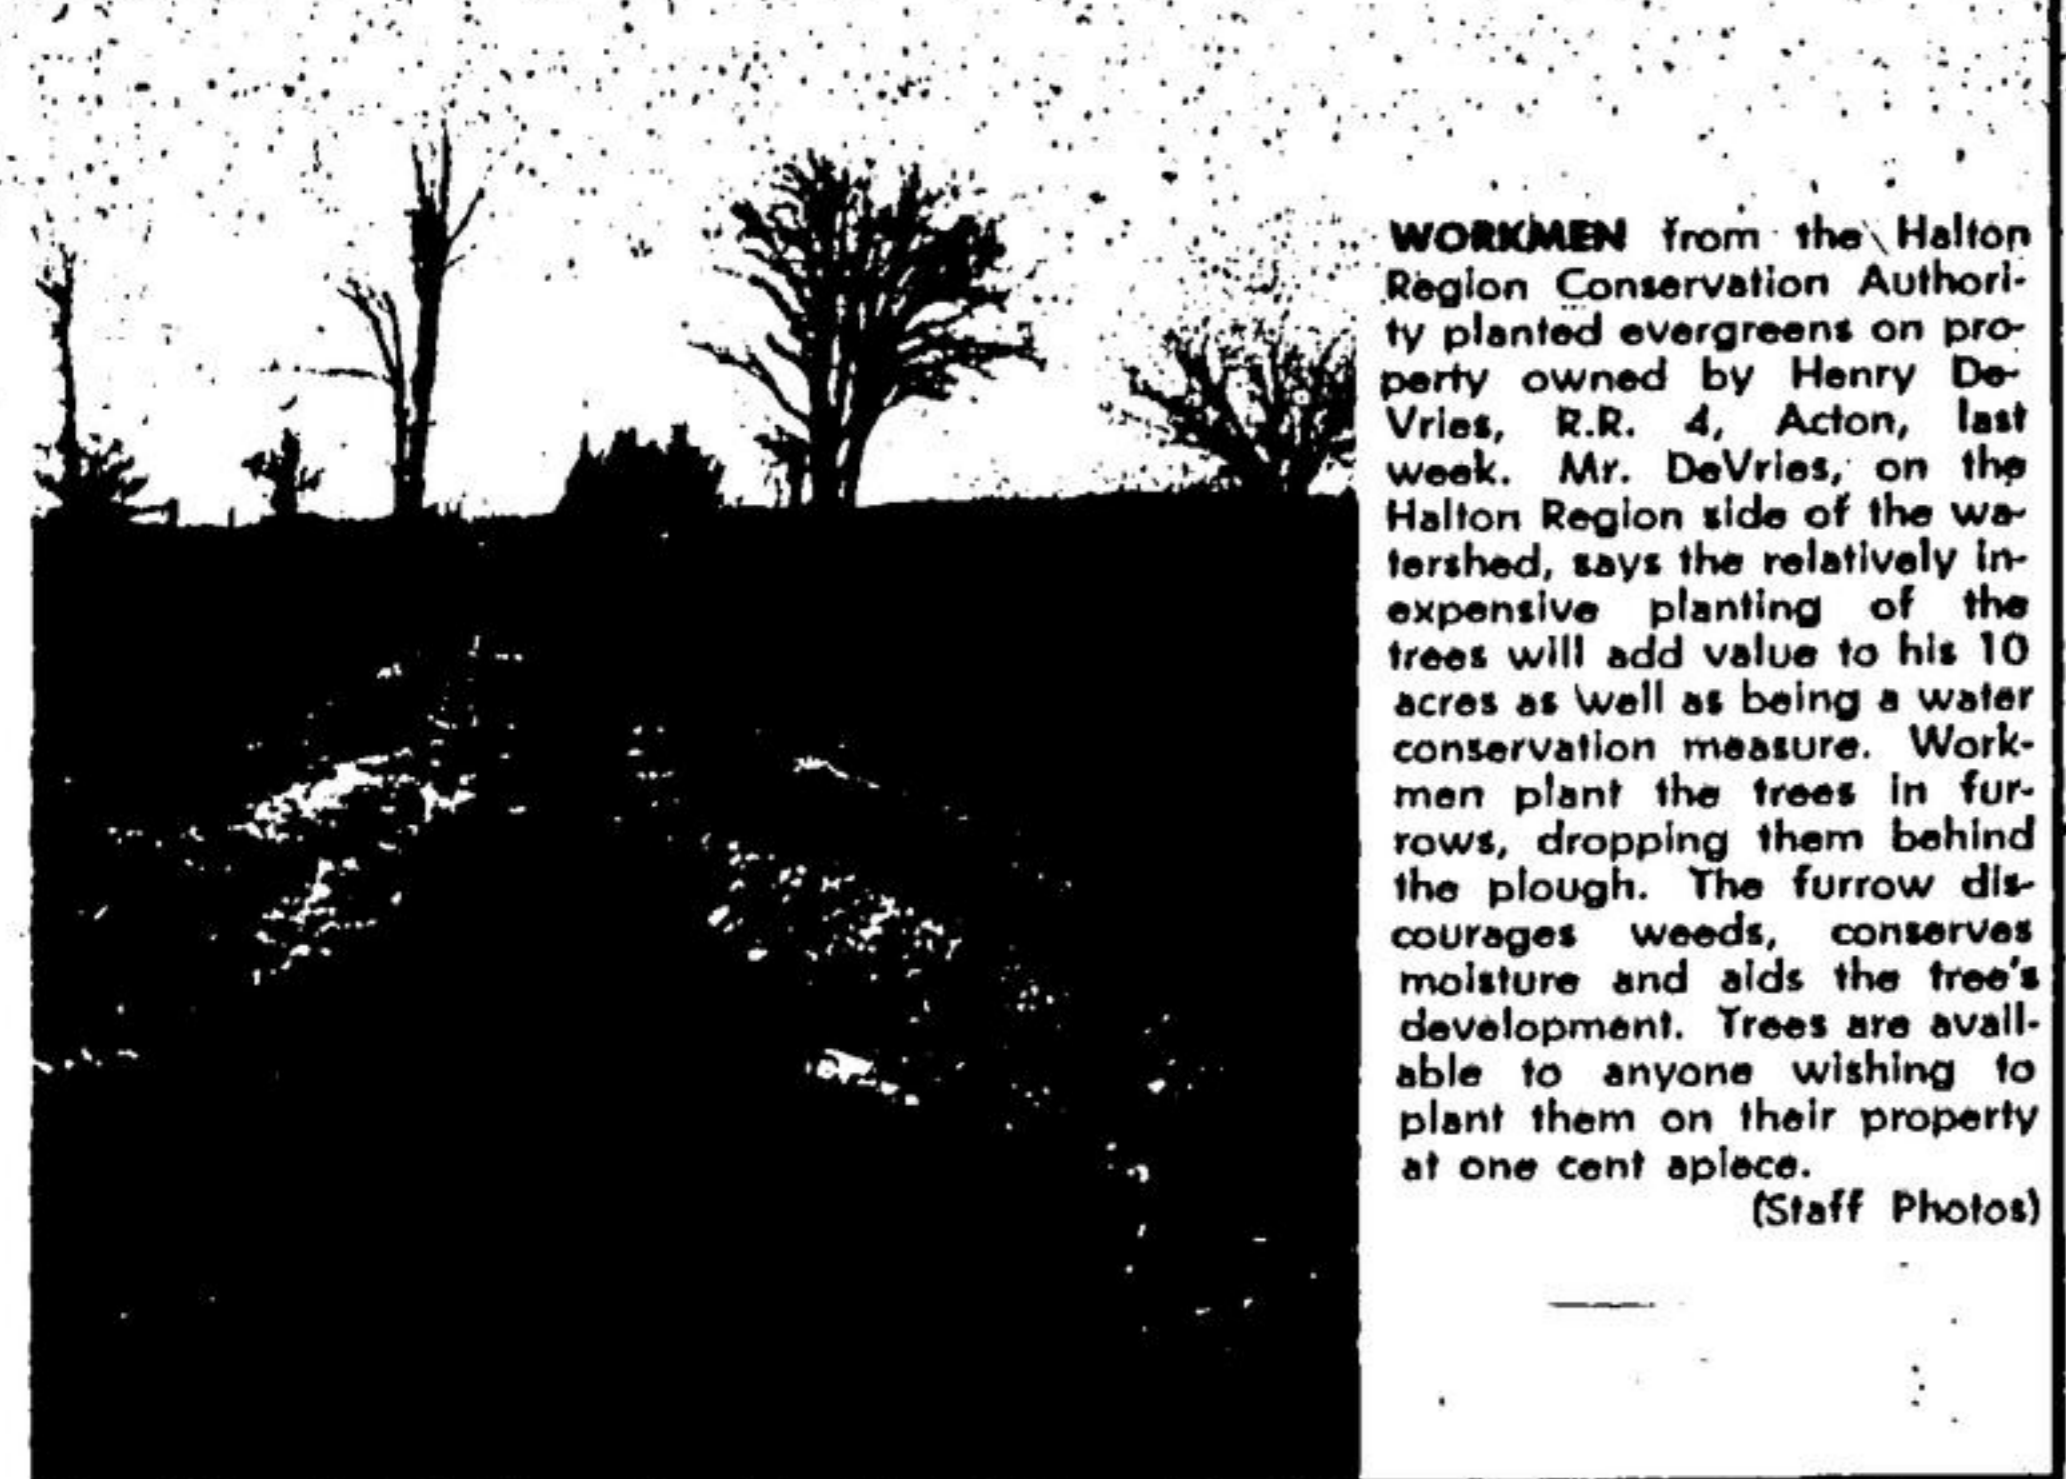 WORKMEN from the Halton
Region Conservation Authori-
ty planted evergreens on pro-
perty owned by Henry De-
Vries, R.R. 4, Acton, last
week. Mr. DeVries, on the
Halton Region side of the wa-
tershed, says the relatively in-
expensive planting of the
trees will add value to his 10
acres as well as being a water
conservation measure. Work-
men plant the trees in fur-
rows, dropping them behind
the plough. The furrow dis-
courages weeds, conserves
moisture and aids the tree's
development. Trees are avail-
able to anyone wishing to
plant them on their property
at one cent apiece.
(Staff Photos)